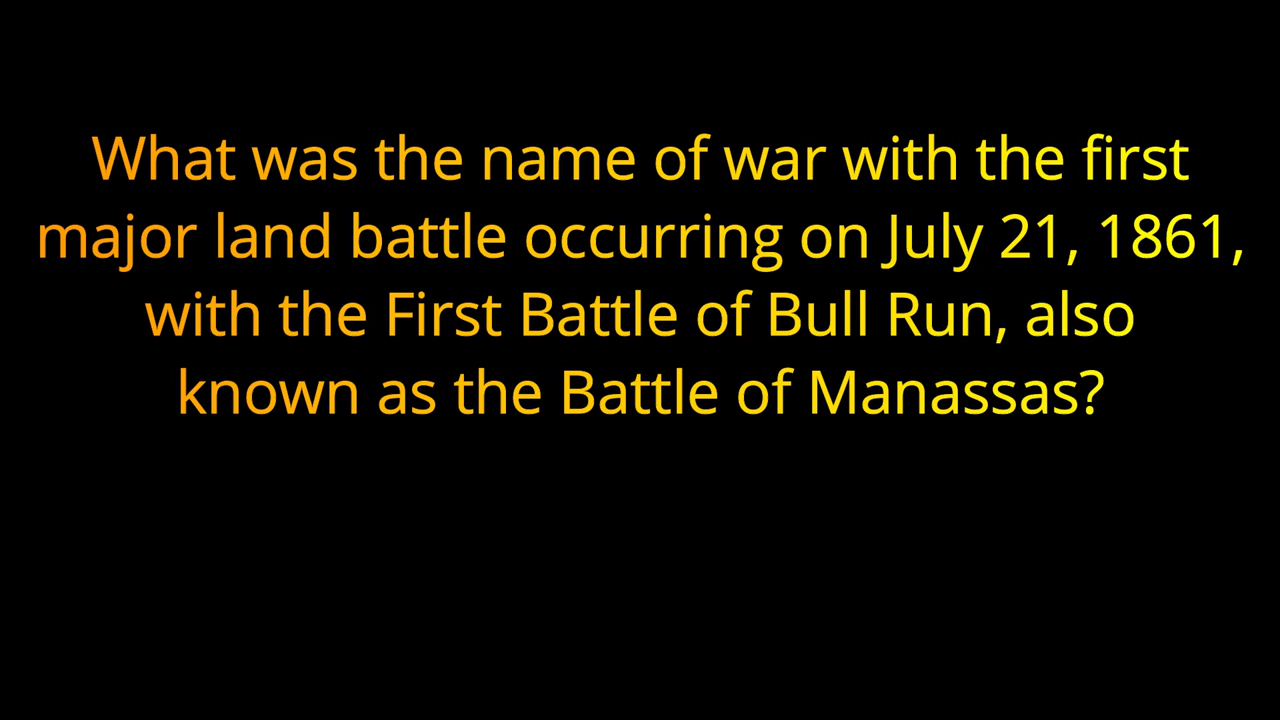 What was the name of war with the first
major land battle occurring on July 21, 1861,
with the First Battle of Bull Run, also
known as the Battle of Manassas?